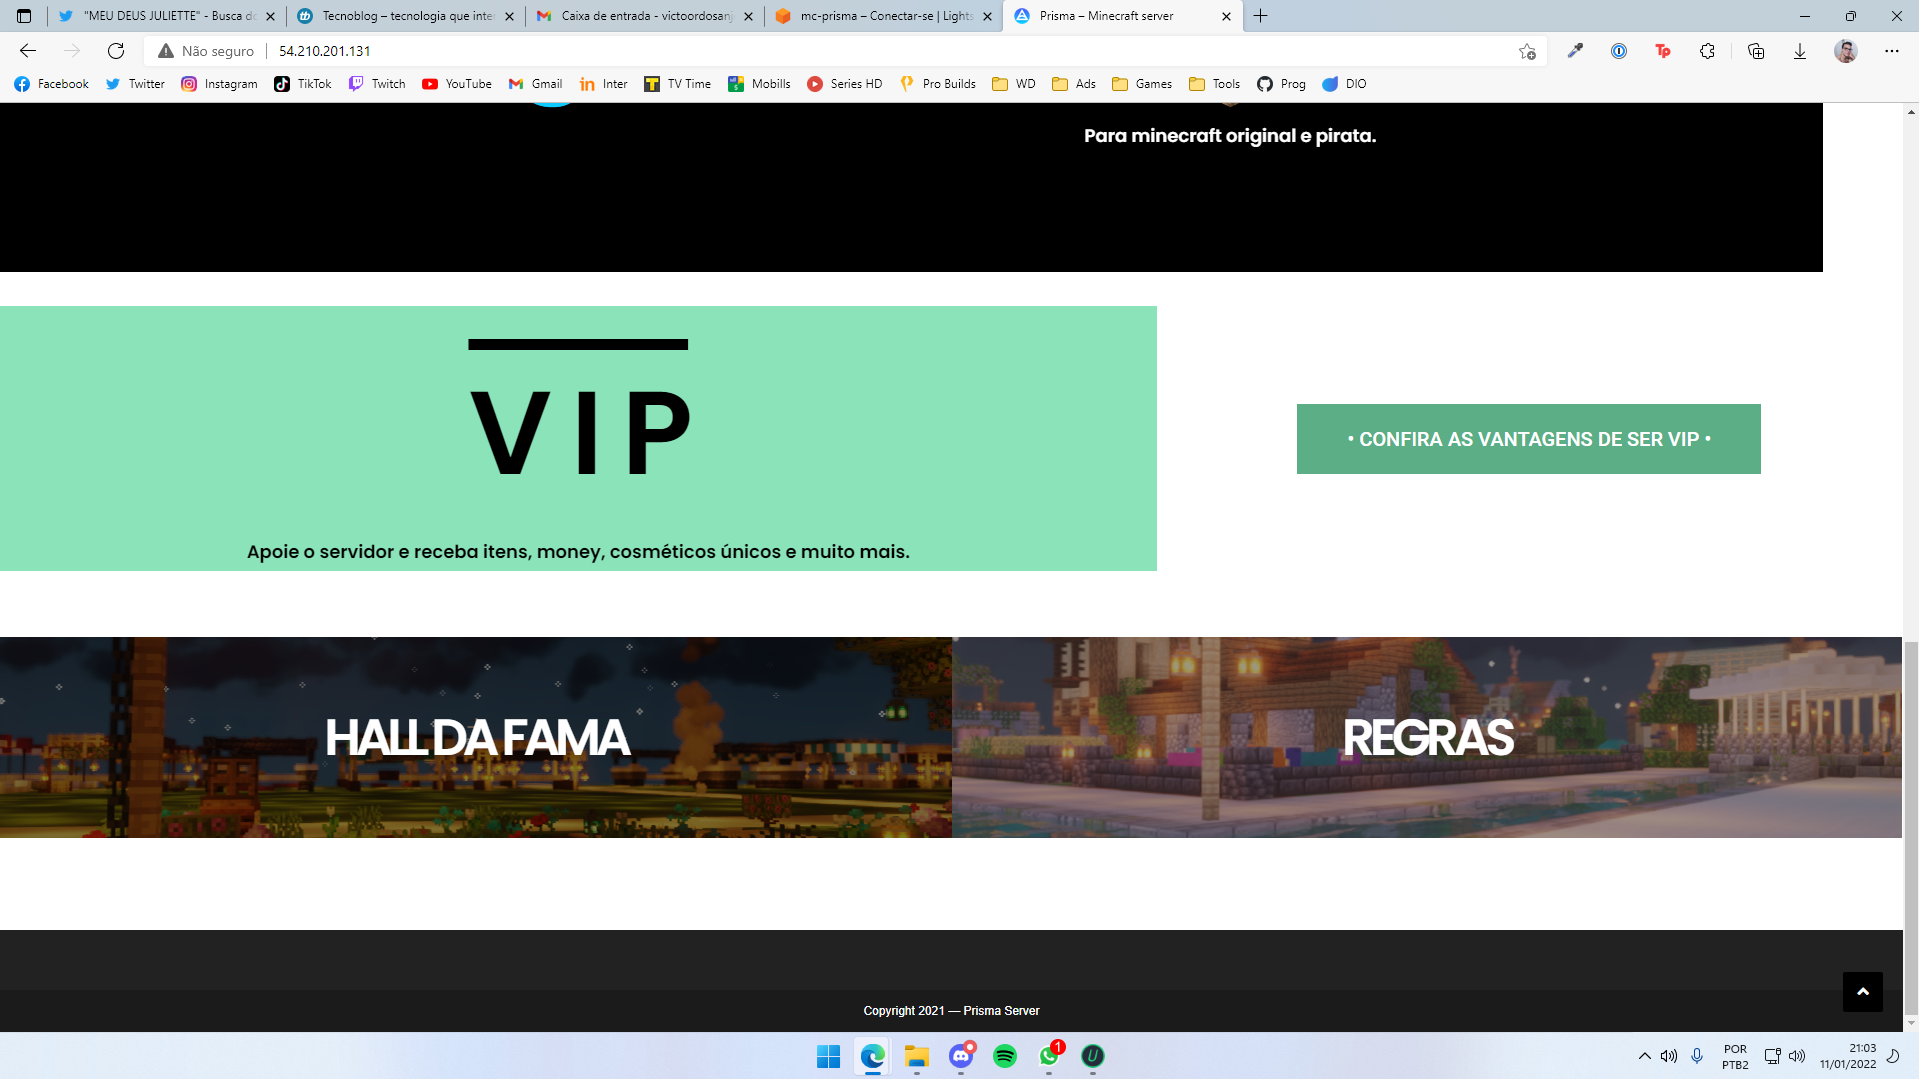 "MEU DEUS JULIETTE" - Busca do
Tecnoblog – tecnologia que inter
Caixa de entrada - victoordosanj
mc-prisma – Conectar-se | Lights
Prisma – Minecraft server
Não seguro
54.210.201.131
Facebook
Twitter
Instagram
TikTok
Twitch
YouTube
Gmail
Inter
TV Time
Mobills
Series HD
Pro Builds
WD
Ads
Games
Tools
Prog
DIO
Para minecraft original e pirata.
VIP
Apoie o servidor e receba itens, money, cosméticos únicos e muito mais.
• CONFIRA AS VANTAGENS DE SER VIP •
HALL DA FAMA
REGRAS
Copyright 2021 — Prisma Server
1
POR
PTB2
21:03
11/01/2022